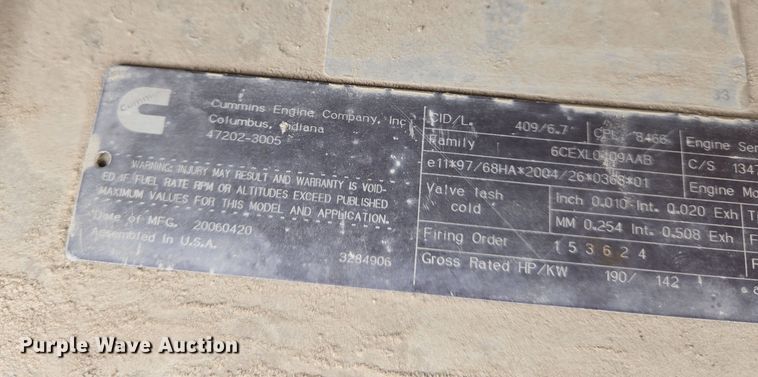 Cummins
Cummins Engine Company, Inc
Columbus, Indiana
47202-3005
WARNING: INJURY MAY RESULT AND WARRANTY IS VOID-
ED IF FUEL RATE RPM OR ALTITUDES EXCEED PUBLISHED
MAXIMUM VALUES FOR THIS MODEL AND APPLICATION.
Date of MFG. 20060420
Assembled in U.S.A.
3284906
CID/L. 409/6.7 CPL: 8466 Engine Ser
Family 6CEXL0409AAB C/S 134
e11*97/68HA*2004/26*0368*01 Engine Mo
Valve lash cold Inch 0.010 Int. 0.020 Exh
MM 0.254 Int. 0.508 Exh
Firing Order 1 5 3 6 2 4
Gross Rated HP/KW 190/ 142
Purple Wave Auction